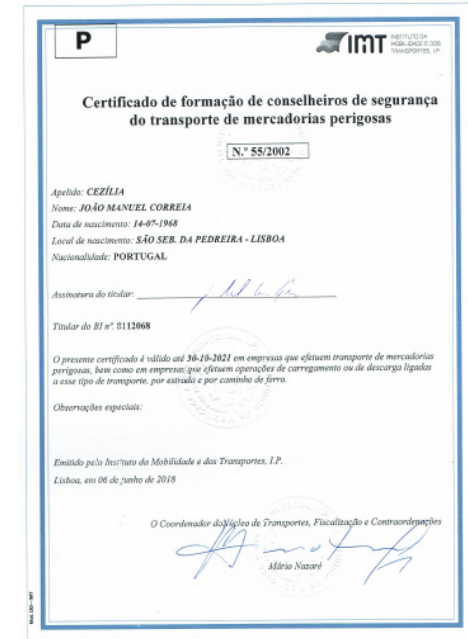 P
IMT INSTITUTO DA
MOBILIDADE E DOS
TRANSPORTES, I.P.
Certificado de formação de conselheiros de segurança
do transporte de mercadorias perigosas
N.º 55/2002
Apelido: CEZÍLIA
Nome: JOÃO MANUEL CORREIA
Data de nascimento: 14-07-1968
Local de nascimento: SÃO SEB. DA PEDREIRA - LISBOA
Nacionalidade: PORTUGAL
Assinatura do titular:
Titular do BI nº. 8112068
O presente certificado é válido até 30-10-2021 em empresas que efetuem transporte de mercadorias
perigosas, bem como em empresas que efetuem operações de carregamento ou de descarga ligadas
a esse tipo de transporte, por estrada e por caminho de ferro.
Observações especiais:
Emitido pelo Instituto da Mobilidade e dos Transportes, I.P.
Lisboa, em 06 de junho de 2018
O Coordenador do Núcleo de Transportes, Fiscalização e Contraordenações
Mário Nazaré